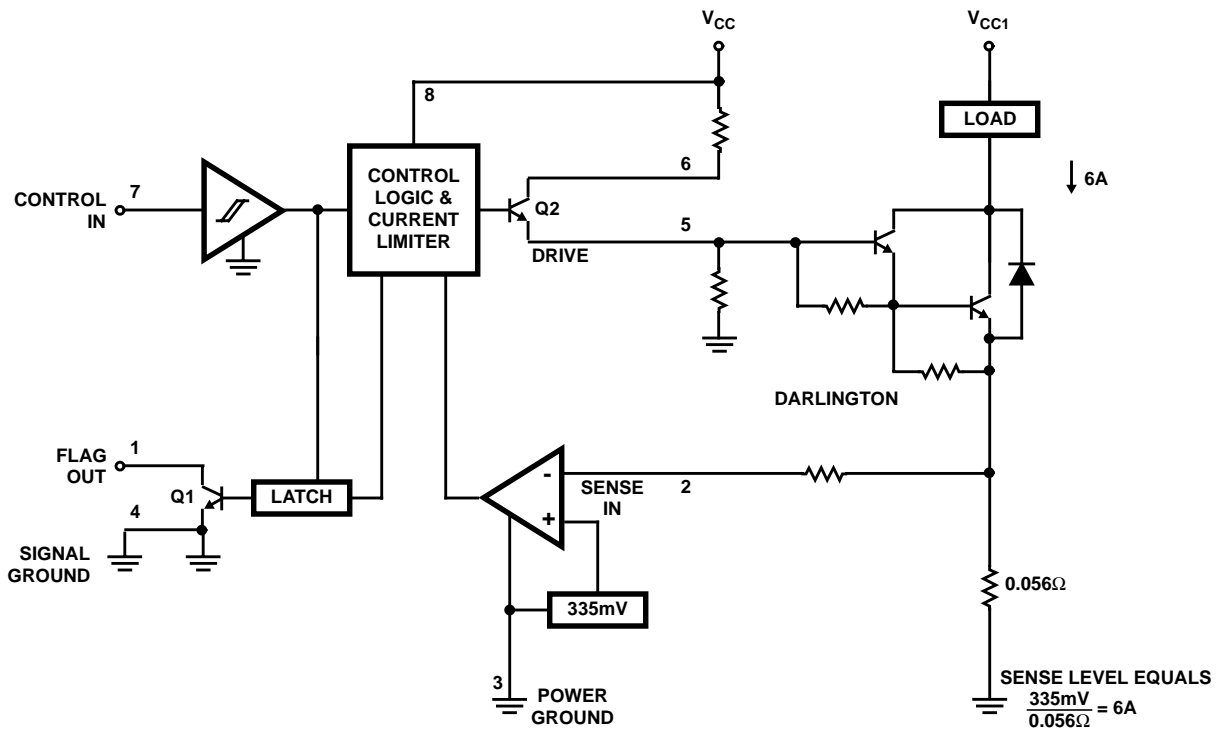 V_CC
V_CC1
8
LOAD
6
6A
CONTROL
LOGIC &
CURRENT
LIMITER
CONTROL
IN
7
Q2
5
DRIVE
DARLINGTON
FLAG
OUT
1
Q1
LATCH
4
SIGNAL
GROUND
-
SENSE
IN
2
+
335mV
0.056Ω
3
POWER
GROUND
SENSE LEVEL EQUALS
335mV
0.056Ω
= 6A